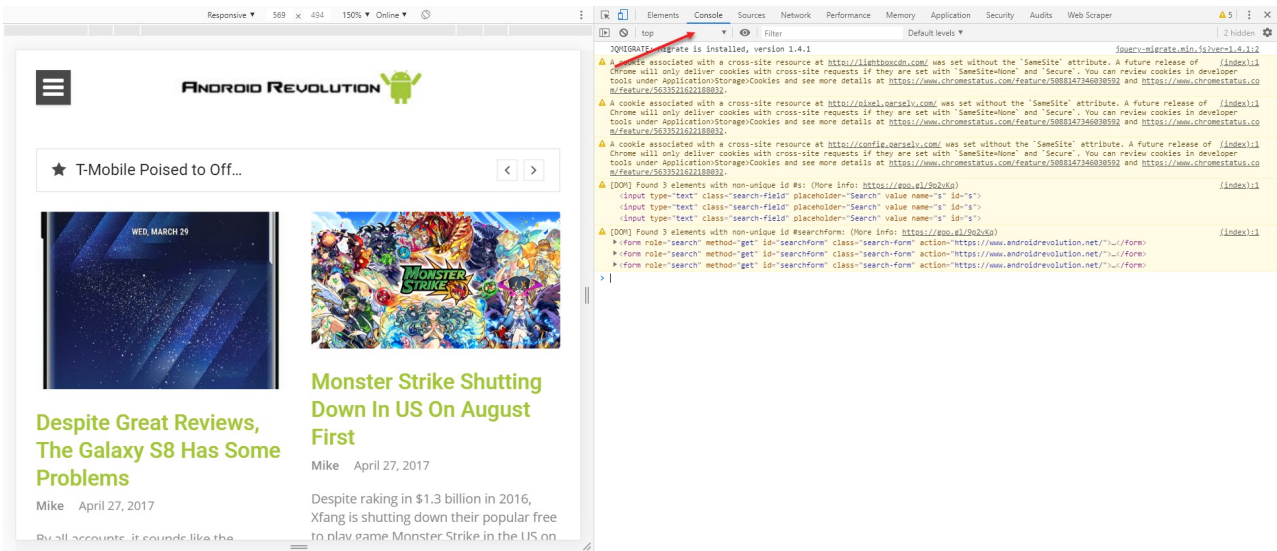 Responsive ▼ 569 x 494 150% ▼ Online ▼
Elements Console Sources Network Performance Memory Application Security Audits Web Scraper 5
top ▼ Filter Default levels ▼ 2 hidden
ANDROID REVOLUTION
T-Mobile Poised to Off...
WED, MARCH 29
Despite Great Reviews,
The Galaxy S8 Has Some
Problems
Mike April 27, 2017
By all accounts, it sounds like the
MONSTER
STRIKE
Monster Strike Shutting
Down In US On August
First
Mike April 27, 2017
Despite raking in $1.3 billion in 2016,
Xfang is shutting down their popular free
to play game Monster Strike in the US on
JQMIGRATE: Migrate is installed, version 1.4.1 jquery-migrate.min.js?ver=1.4.1:2
A cookie associated with a cross-site resource at http://lightboxcdn.com/ was set without the `SameSite` attribute. A future release of (index):1
Chrome will only deliver cookies with cross-site requests if they are set with `SameSite=None` and `Secure`. You can review cookies in developer
tools under Application>Storage>Cookies and see more details at https://www.chromestatus.com/feature/5088147346030592 and https://www.chromestatus.co
m/feature/5633521622188032.
A cookie associated with a cross-site resource at http://pixel.parsely.com/ was set without the `SameSite` attribute. A future release of (index):1
Chrome will only deliver cookies with cross-site requests if they are set with `SameSite=None` and `Secure`. You can review cookies in developer
tools under Application>Storage>Cookies and see more details at https://www.chromestatus.com/feature/5088147346030592 and https://www.chromestatus.co
m/feature/5633521622188032.
A cookie associated with a cross-site resource at http://config.parsely.com/ was set without the `SameSite` attribute. A future release of (index):1
Chrome will only deliver cookies with cross-site requests if they are set with `SameSite=None` and `Secure`. You can review cookies in developer
tools under Application>Storage>Cookies and see more details at https://www.chromestatus.com/feature/5088147346030592 and https://www.chromestatus.co
m/feature/5633521622188032.
[DOM] Found 3 elements with non-unique id #s: (More info: https://goo.gl/9p2vKq) (index):1
<input type="text" class="search-field" placeholder="Search" value name="s" id="s">
<input type="text" class="search-field" placeholder="Search" value name="s" id="s">
<input type="text" class="search-field" placeholder="Search" value name="s" id="s">
[DOM] Found 3 elements with non-unique id #searchform: (More info: https://goo.gl/9p2vKq) (index):1
<form role="search" method="get" id="searchform" class="search-form" action="https://www.androidrevolution.net/">…</form>
<form role="search" method="get" id="searchform" class="search-form" action="https://www.androidrevolution.net/">…</form>
<form role="search" method="get" id="searchform" class="search-form" action="https://www.androidrevolution.net/">…</form>